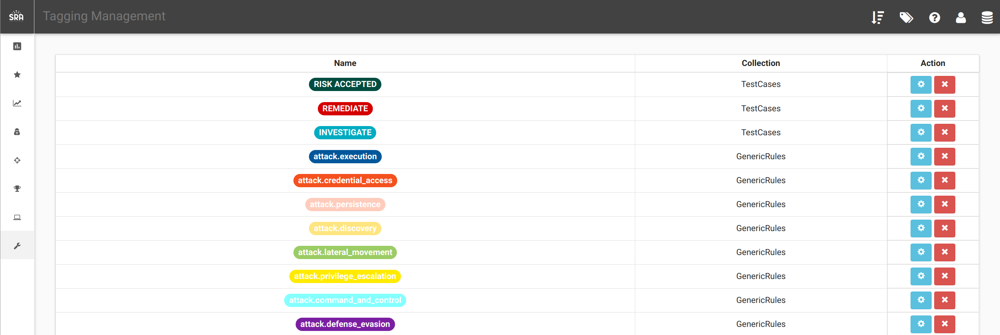 SRA
Tagging Management
Name Collection Action
RISK ACCEPTED TestCases
REMEDIATE TestCases
INVESTIGATE TestCases
attack.execution GenericRules
attack.credential_access GenericRules
attack.persistence GenericRules
attack.discovery GenericRules
attack.lateral_movement GenericRules
attack.privilege_escalation GenericRules
attack.command_and_control GenericRules
attack.defense_evasion GenericRules